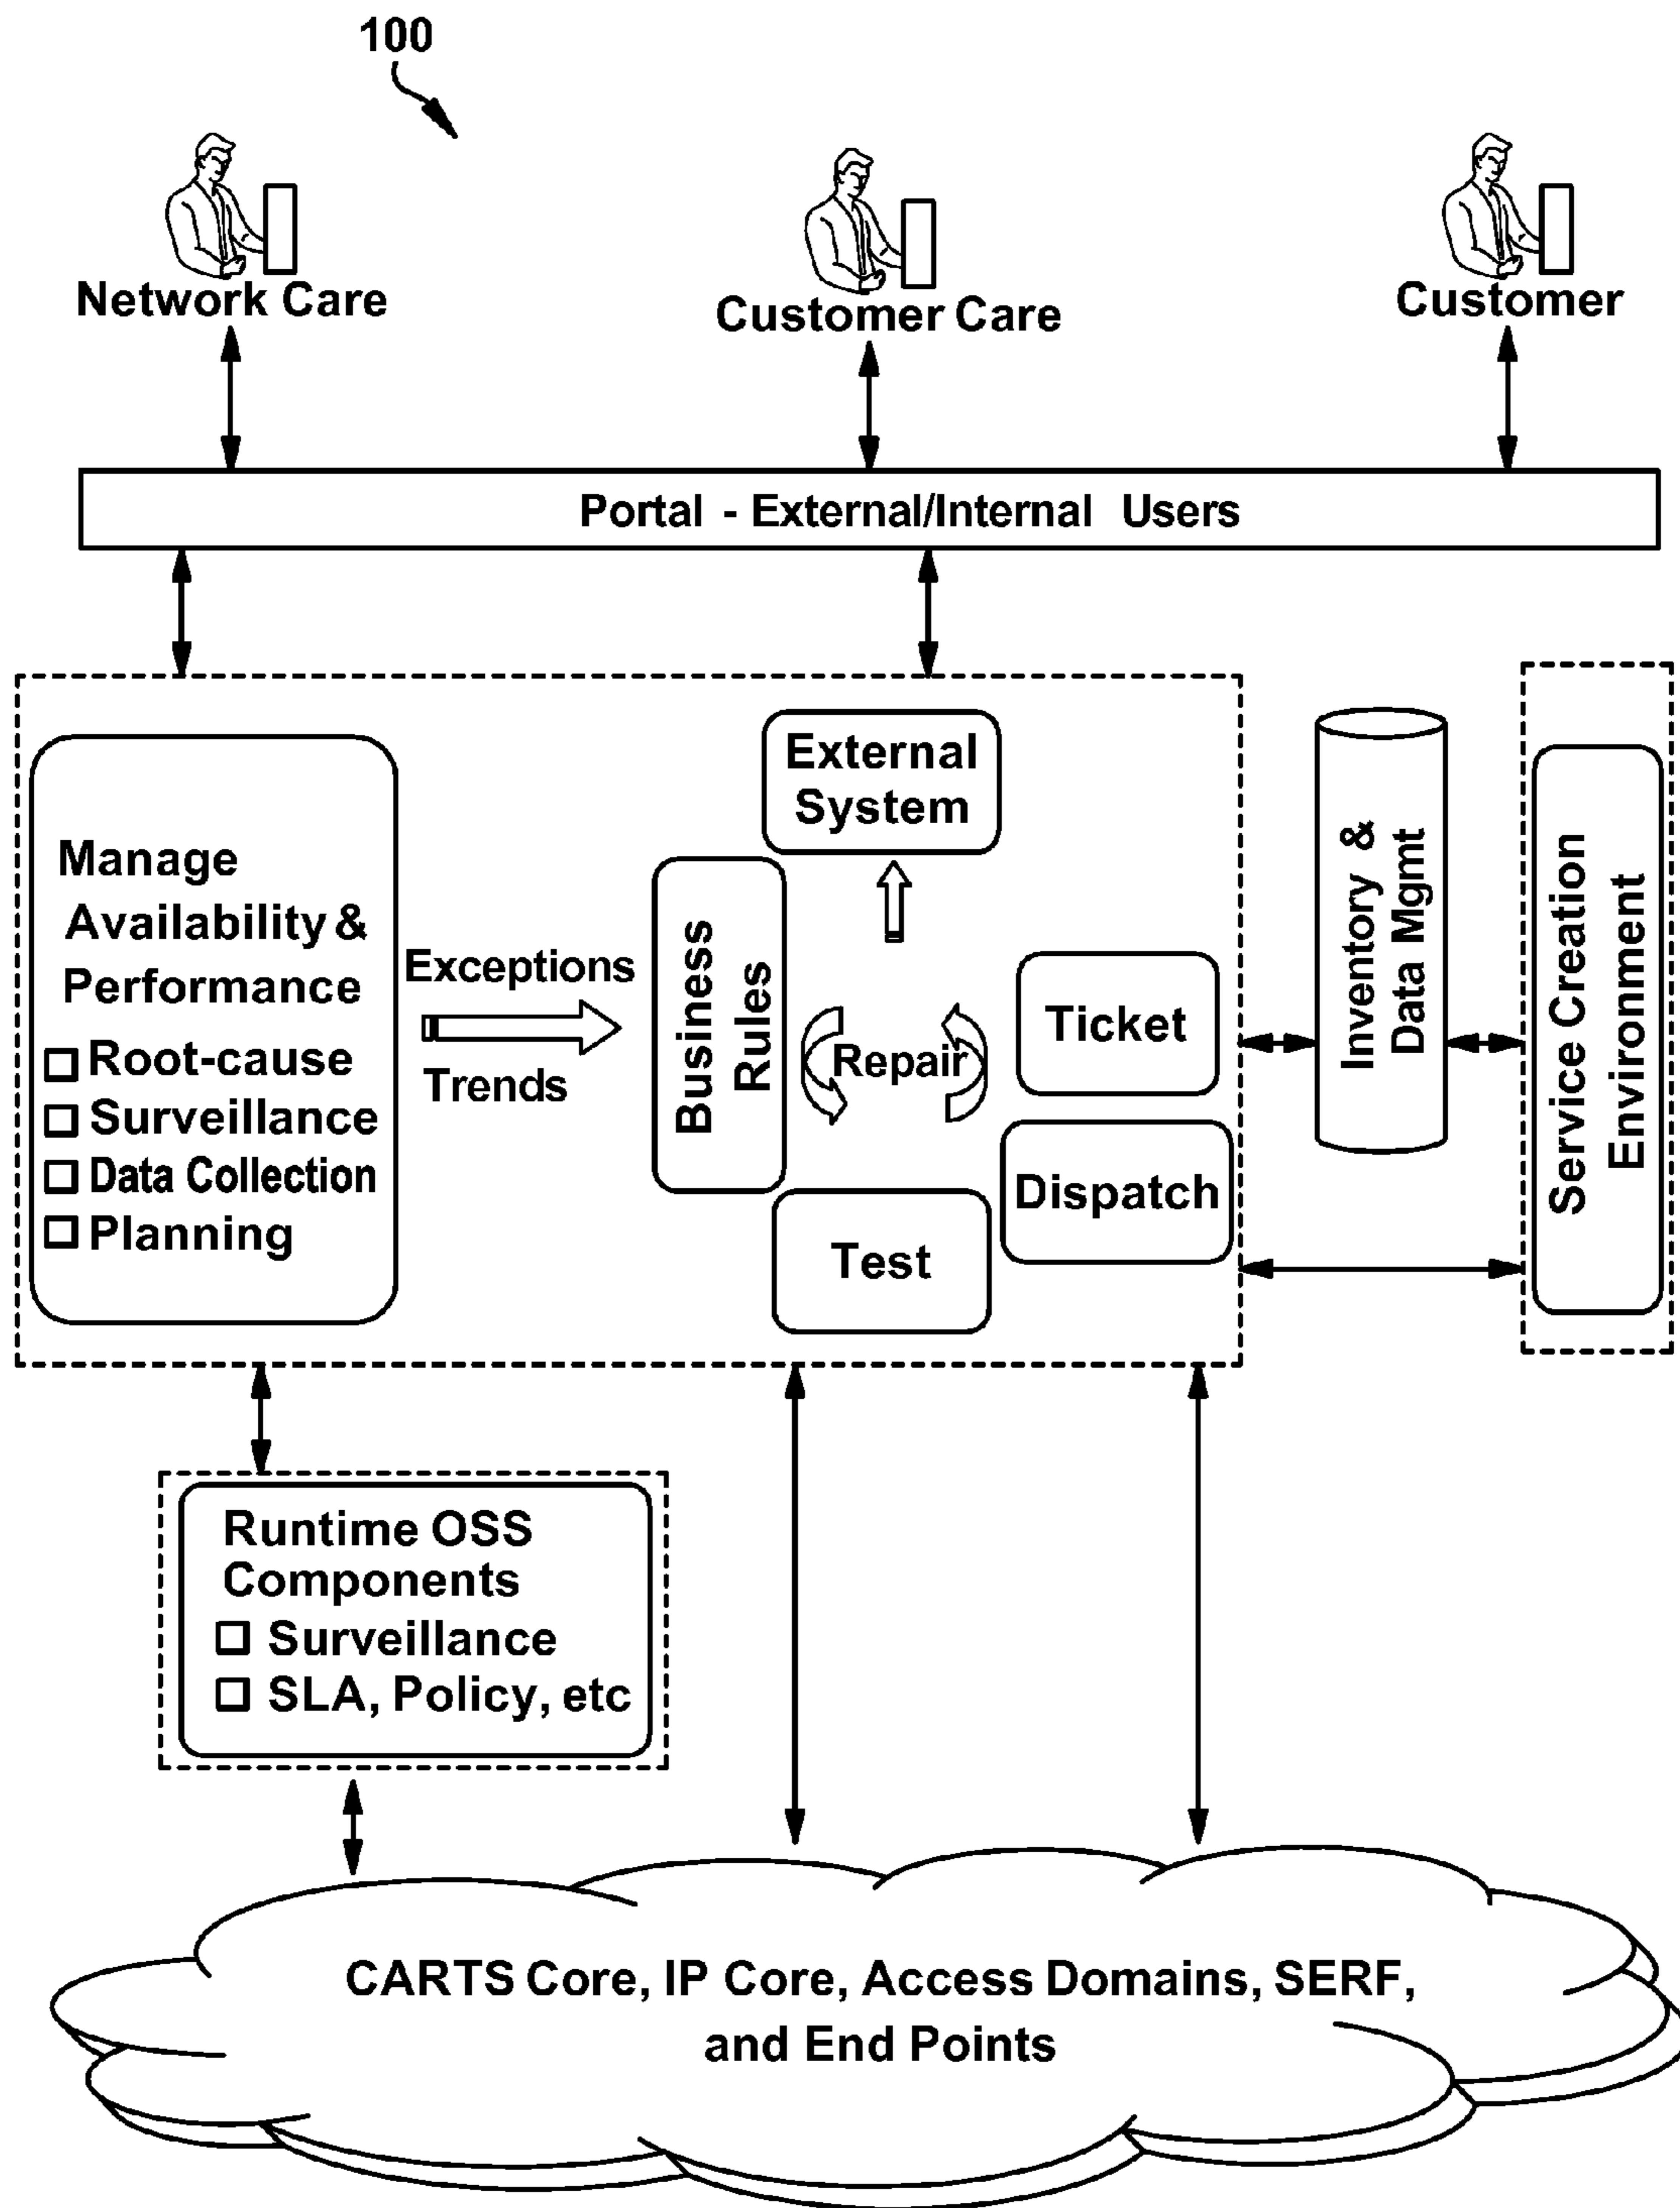 100
Network Care
Customer Care
Customer
Portal - External/Internal Users
Manage
Availability &
Performance
Root-cause
Surveillance
Data Collection
Planning
Exceptions
Trends
External
System
Business
Rules
Repair
Ticket
Dispatch
Test
Inventory &
Data Mgmt
Service Creation
Environment
Runtime OSS
Components
Surveillance
SLA, Policy, etc
CARTS Core, IP Core, Access Domains, SERF,
and End Points